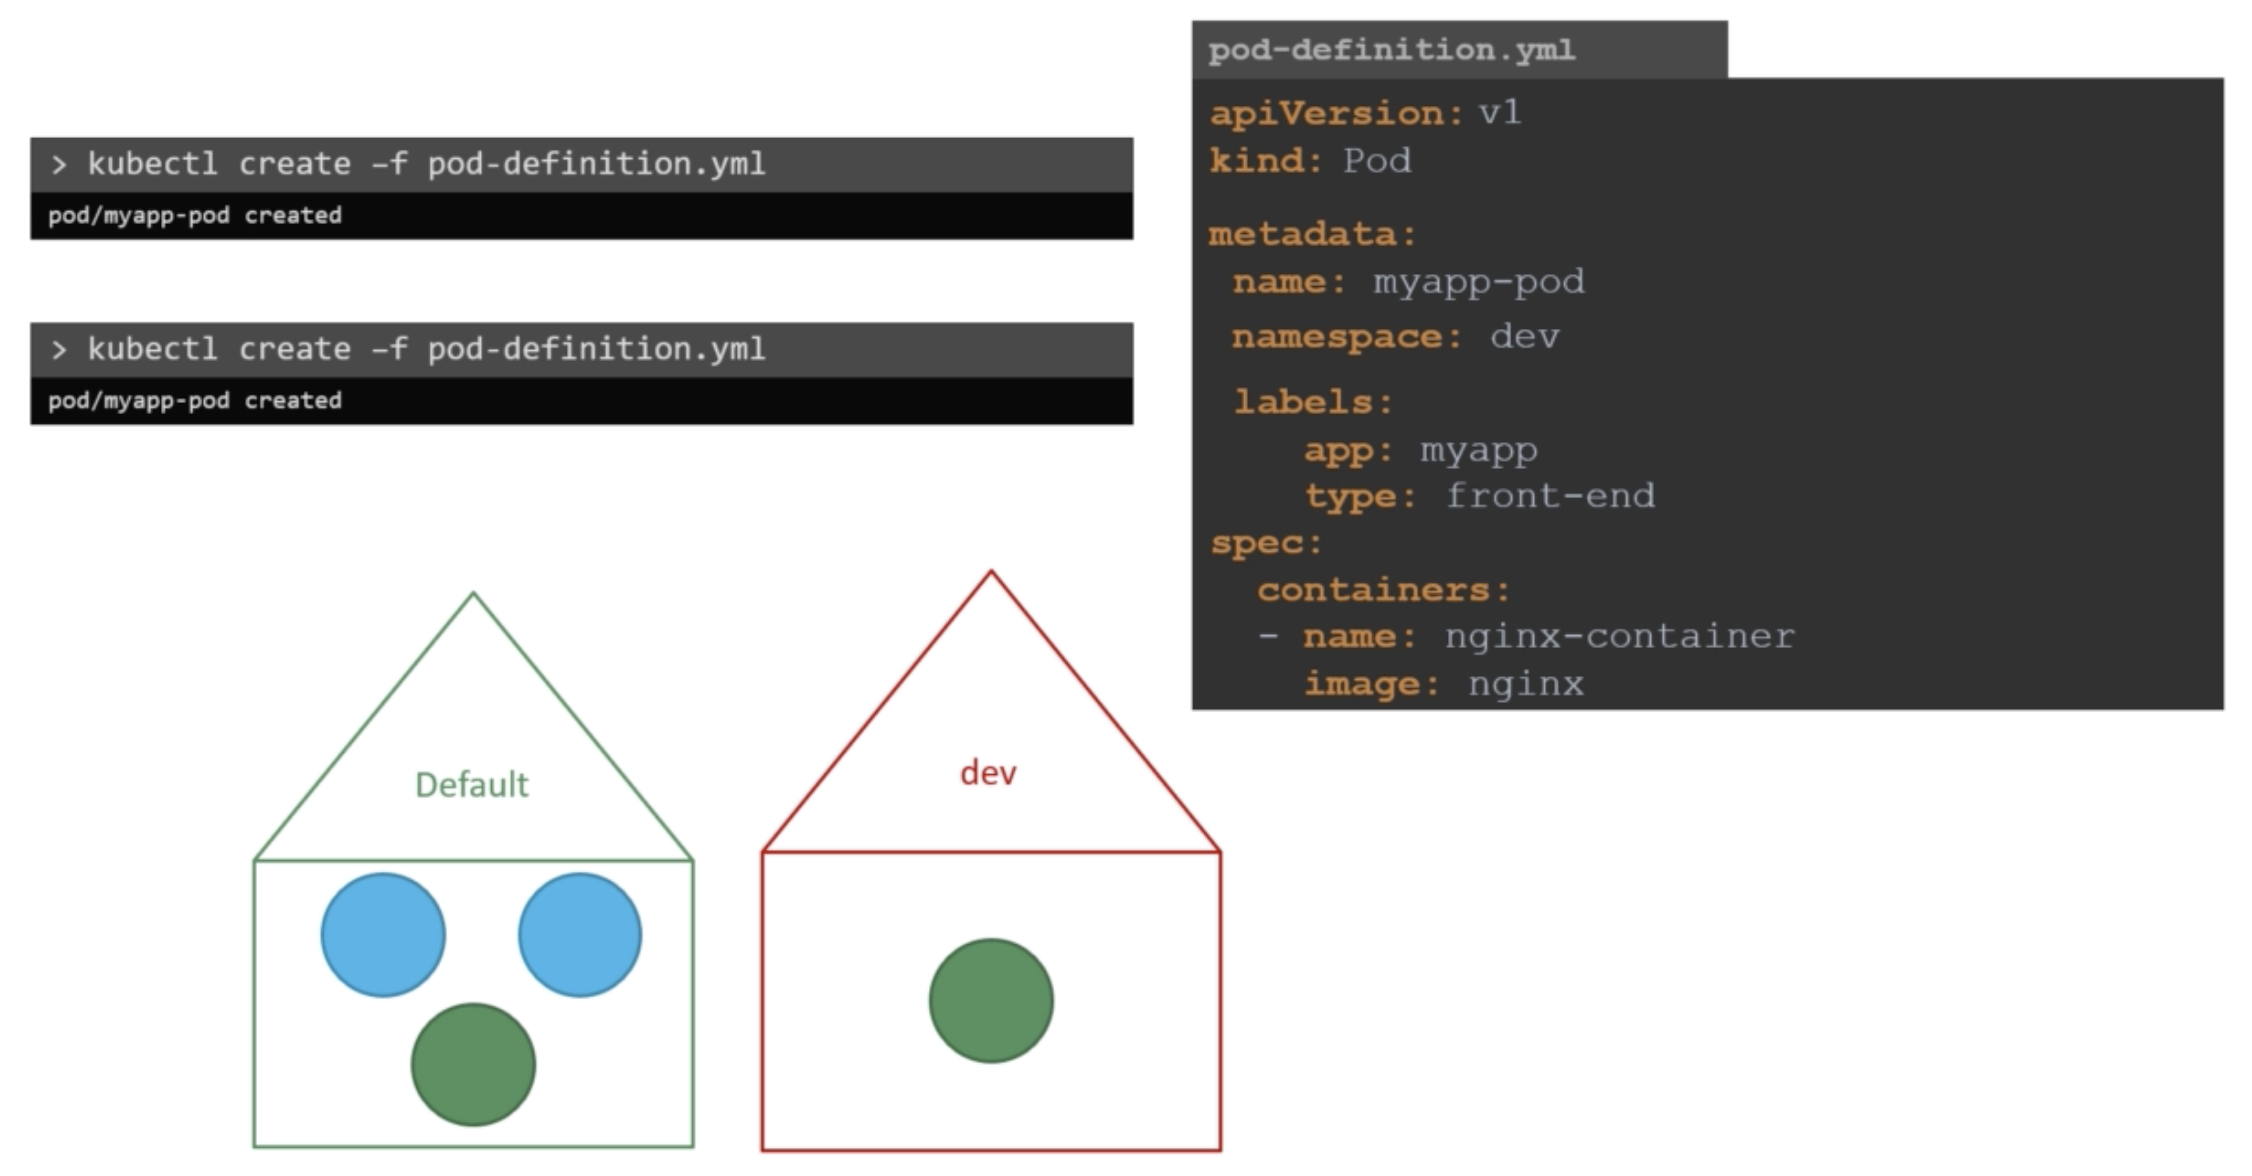 > kubectl create –f pod-definition.yml
pod/myapp-pod created
> kubectl create –f pod-definition.yml
pod/myapp-pod created
Default
dev
pod-definition.yml
apiVersion: v1
kind: Pod
metadata:
name: myapp-pod
namespace: dev
labels:
app: myapp
type: front-end
spec:
containers:
- name: nginx-container
image: nginx